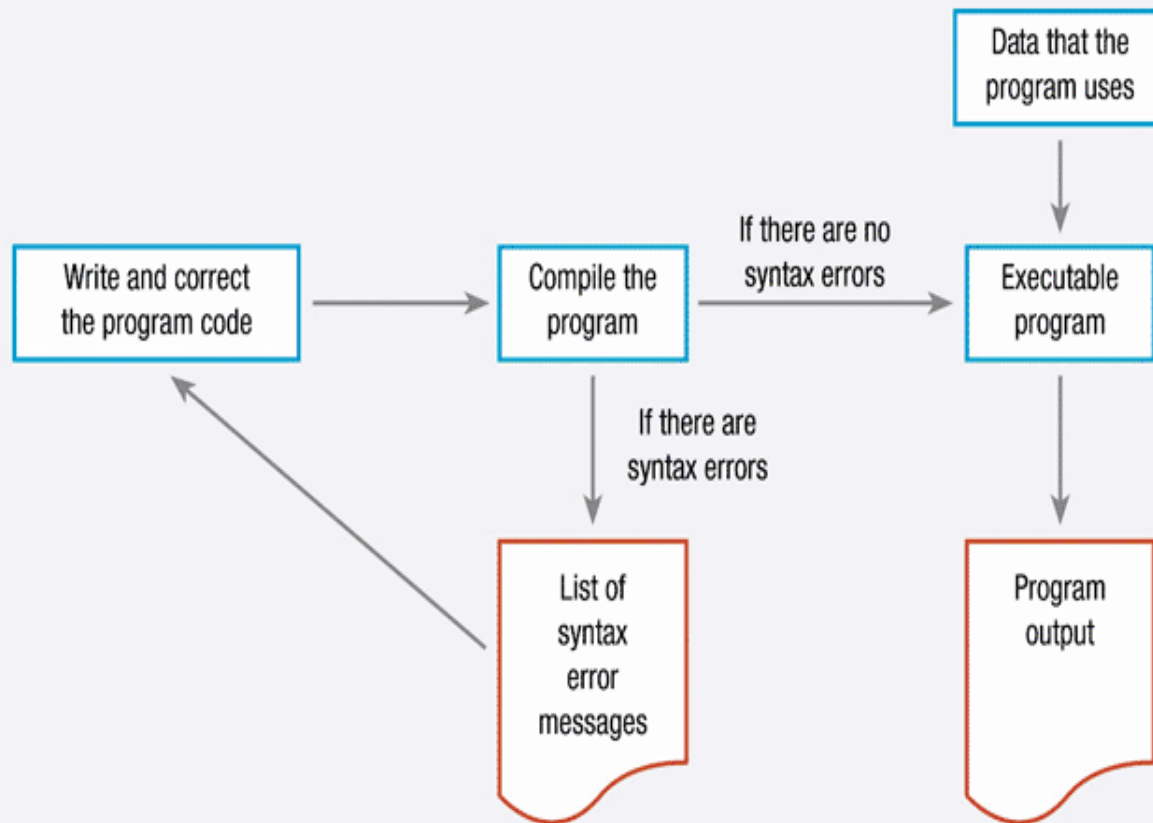 Data that the
program uses
If there are no
syntax errors
Write and correct
the program code
Compile the
program
Executable
program
If there are
syntax errors
List of
syntax
error
messages
Program
output